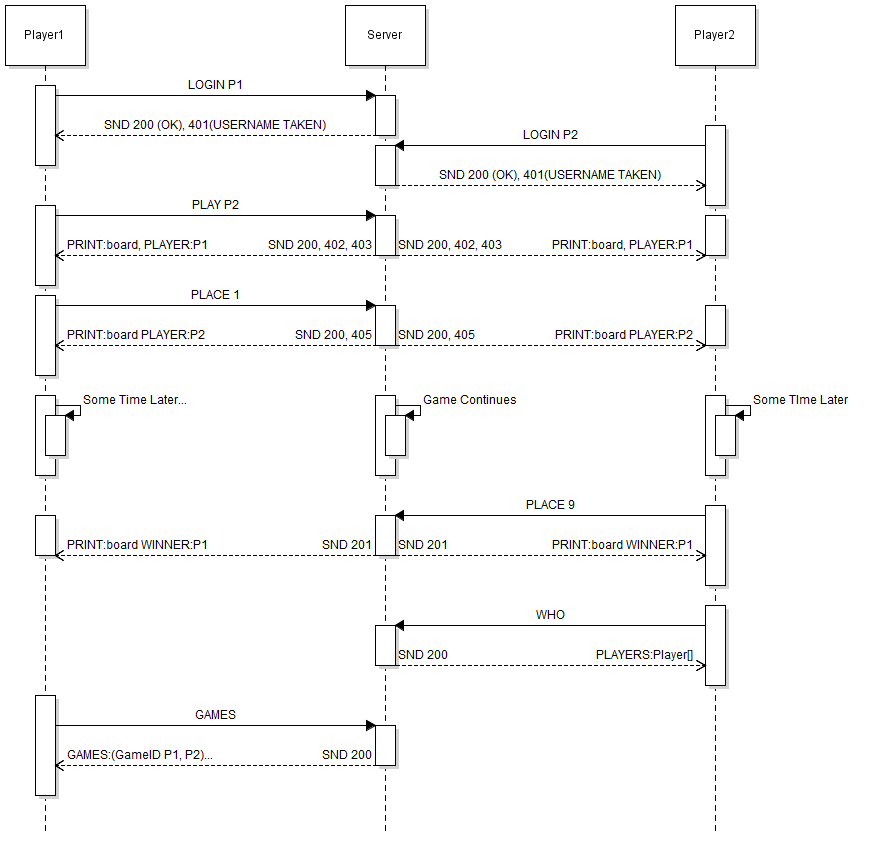 Player1
Server
Player2
LOGIN P1
SND 200 (OK), 401(USERNAME TAKEN)
LOGIN P2
SND 200 (OK), 401(USERNAME TAKEN)
PLAY P2
PRINT:board, PLAYER:P1 SND 200, 402, 403 SND 200, 402, 403 PRINT:board, PLAYER:P1
PLACE 1
PRINT:board PLAYER:P2 SND 200, 405 SND 200, 405 PRINT:board PLAYER:P2
Some Time Later...
Game Continues
Some TIme Later
PLACE 9
PRINT:board WINNER:P1 SND 201 SND 201 PRINT:board WINNER:P1
WHO
SND 200 PLAYERS:Player[]
GAMES
GAMES:(GameID P1, P2)... SND 200